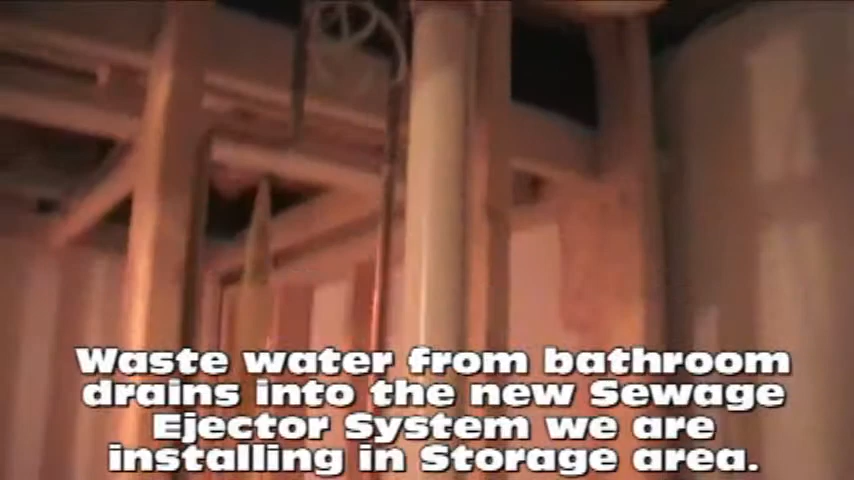 Waste water from bathroom
drains into the new Sewage
Ejector System we are
installing in Storage area.